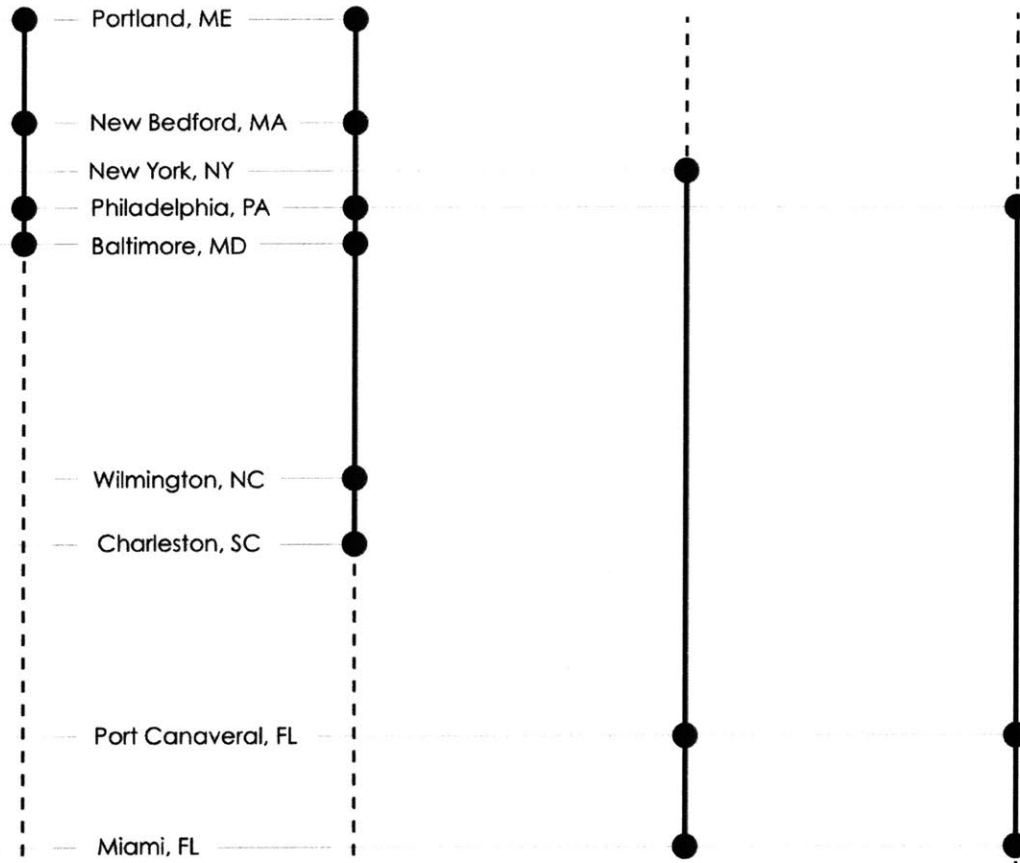 Portland, ME
New Bedford, MA
New York, NY
Philadelphia, PA
Baltimore, MD
Wilmington, NC
Charleston, SC
Port Canaveral, FL
Miami, FL